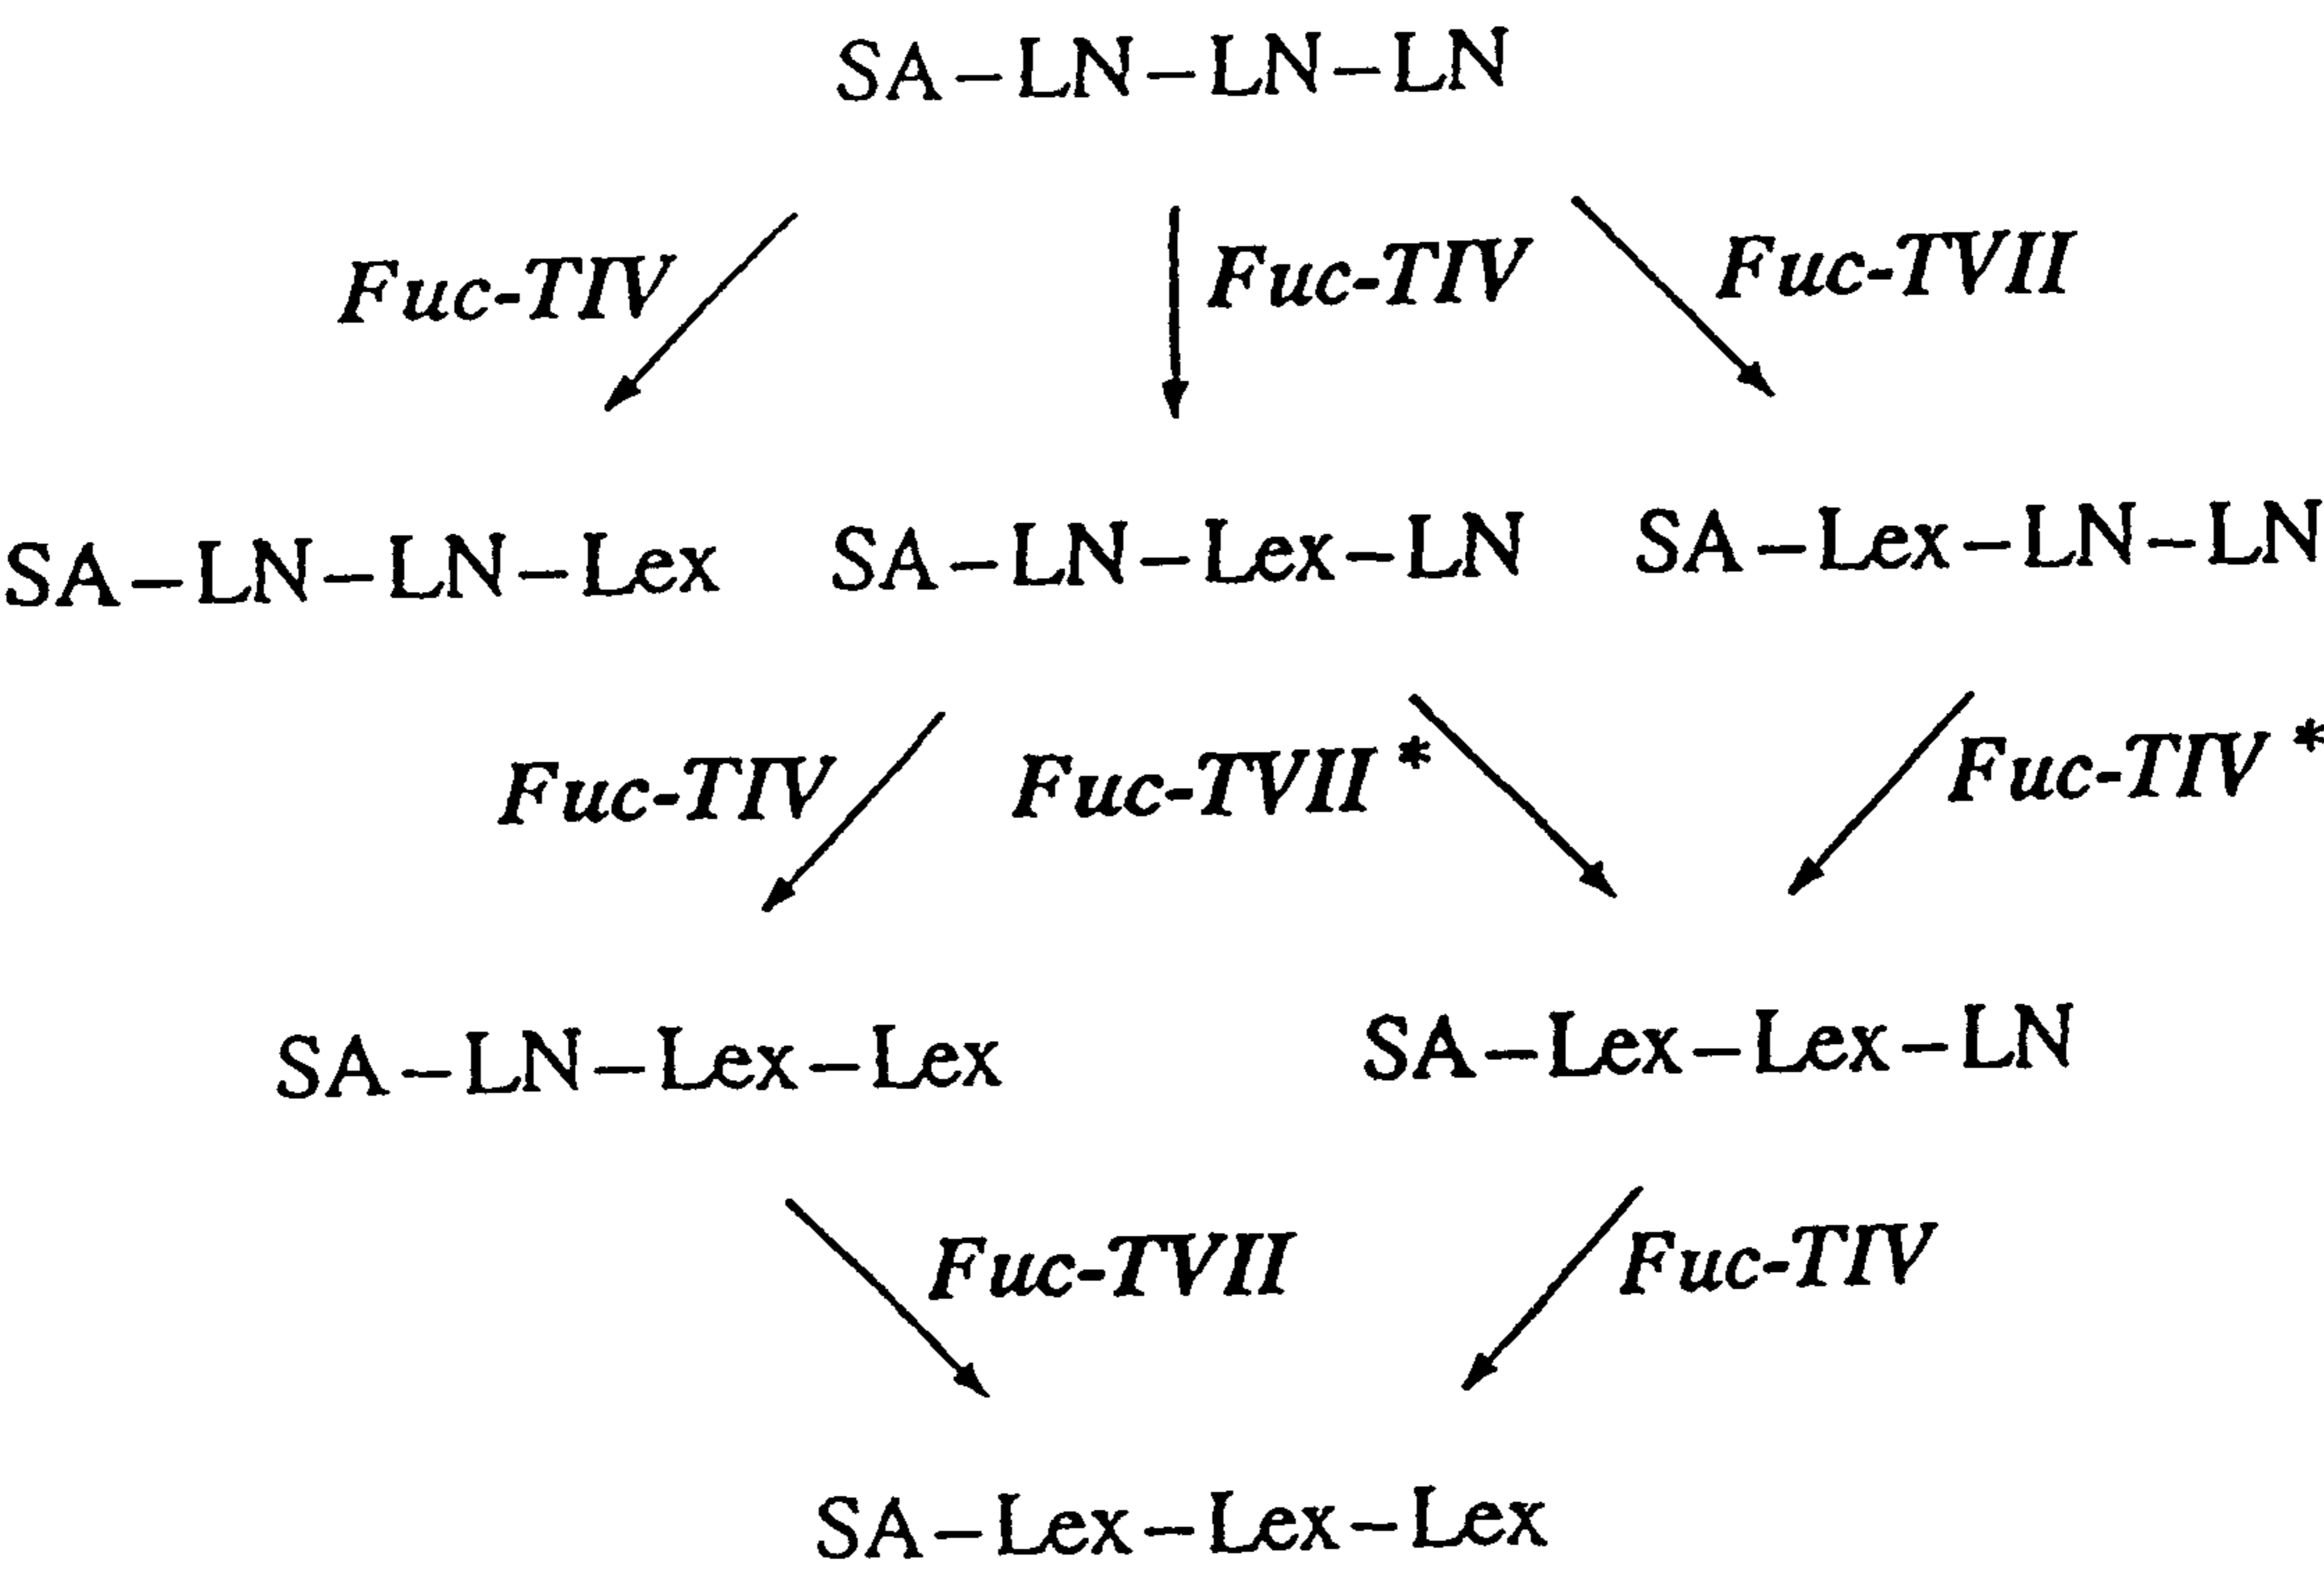 SA–LN–LN–LN
Fuc-TIV Fuc-TIV Fuc-TVII
SA–LN–LN–Lex SA–LN–Lex–LN SA–Lex–LN–LN
Fuc-TIV Fuc-TVII* Fuc-TIV*
SA–LN–Lex–Lex SA–Lex–Lex–LN
Fuc-TVII Fuc-TIV
SA–Lex–Lex–Lex